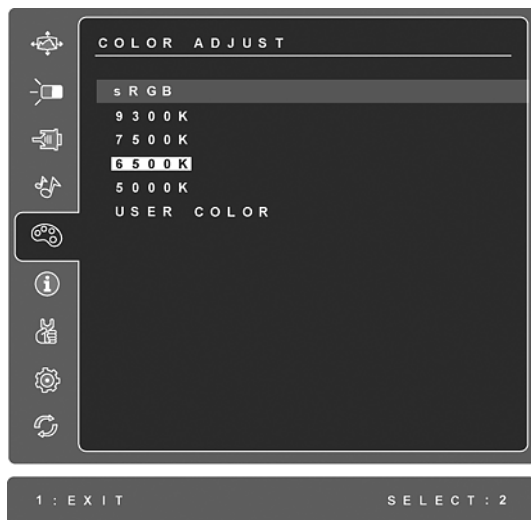 COLOR ADJUST
sRGB
9300K
7500K
6500K
5000K
USER COLOR
1:EXIT
SELECT:2